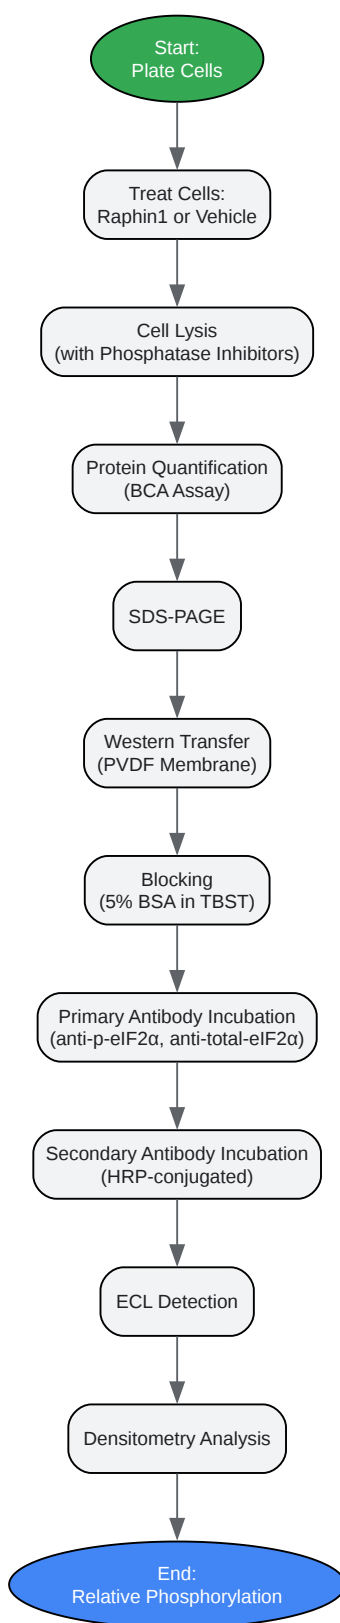 Start:
Plate Cells
Treat Cells:
Raphin1 or Vehicle
Cell Lysis
(with Phosphatase Inhibitors)
Protein Quantification
(BCA Assay)
SDS-PAGE
Western Transfer
(PVDF Membrane)
Blocking
(5% BSA in TBST)
Primary Antibody Incubation
(anti-p-eIF2α, anti-total-eIF2α)
Secondary Antibody Incubation
(HRP-conjugated)
ECL Detection
Densitometry Analysis
End:
Relative Phosphorylation